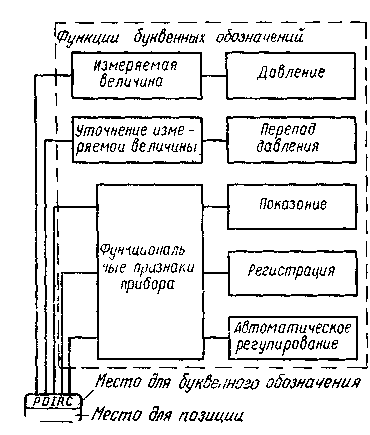 Функции буквенных обозначений
Измеряемая
величина
Давление
Уточнение изме-
ряемой величины
Перепад
давления
Функциональ-
ные признаки
прибора
Показание
Регистрация
Автоматическое
регулирование
PDIRC
Место для буквенного обозначения
Место для позиции